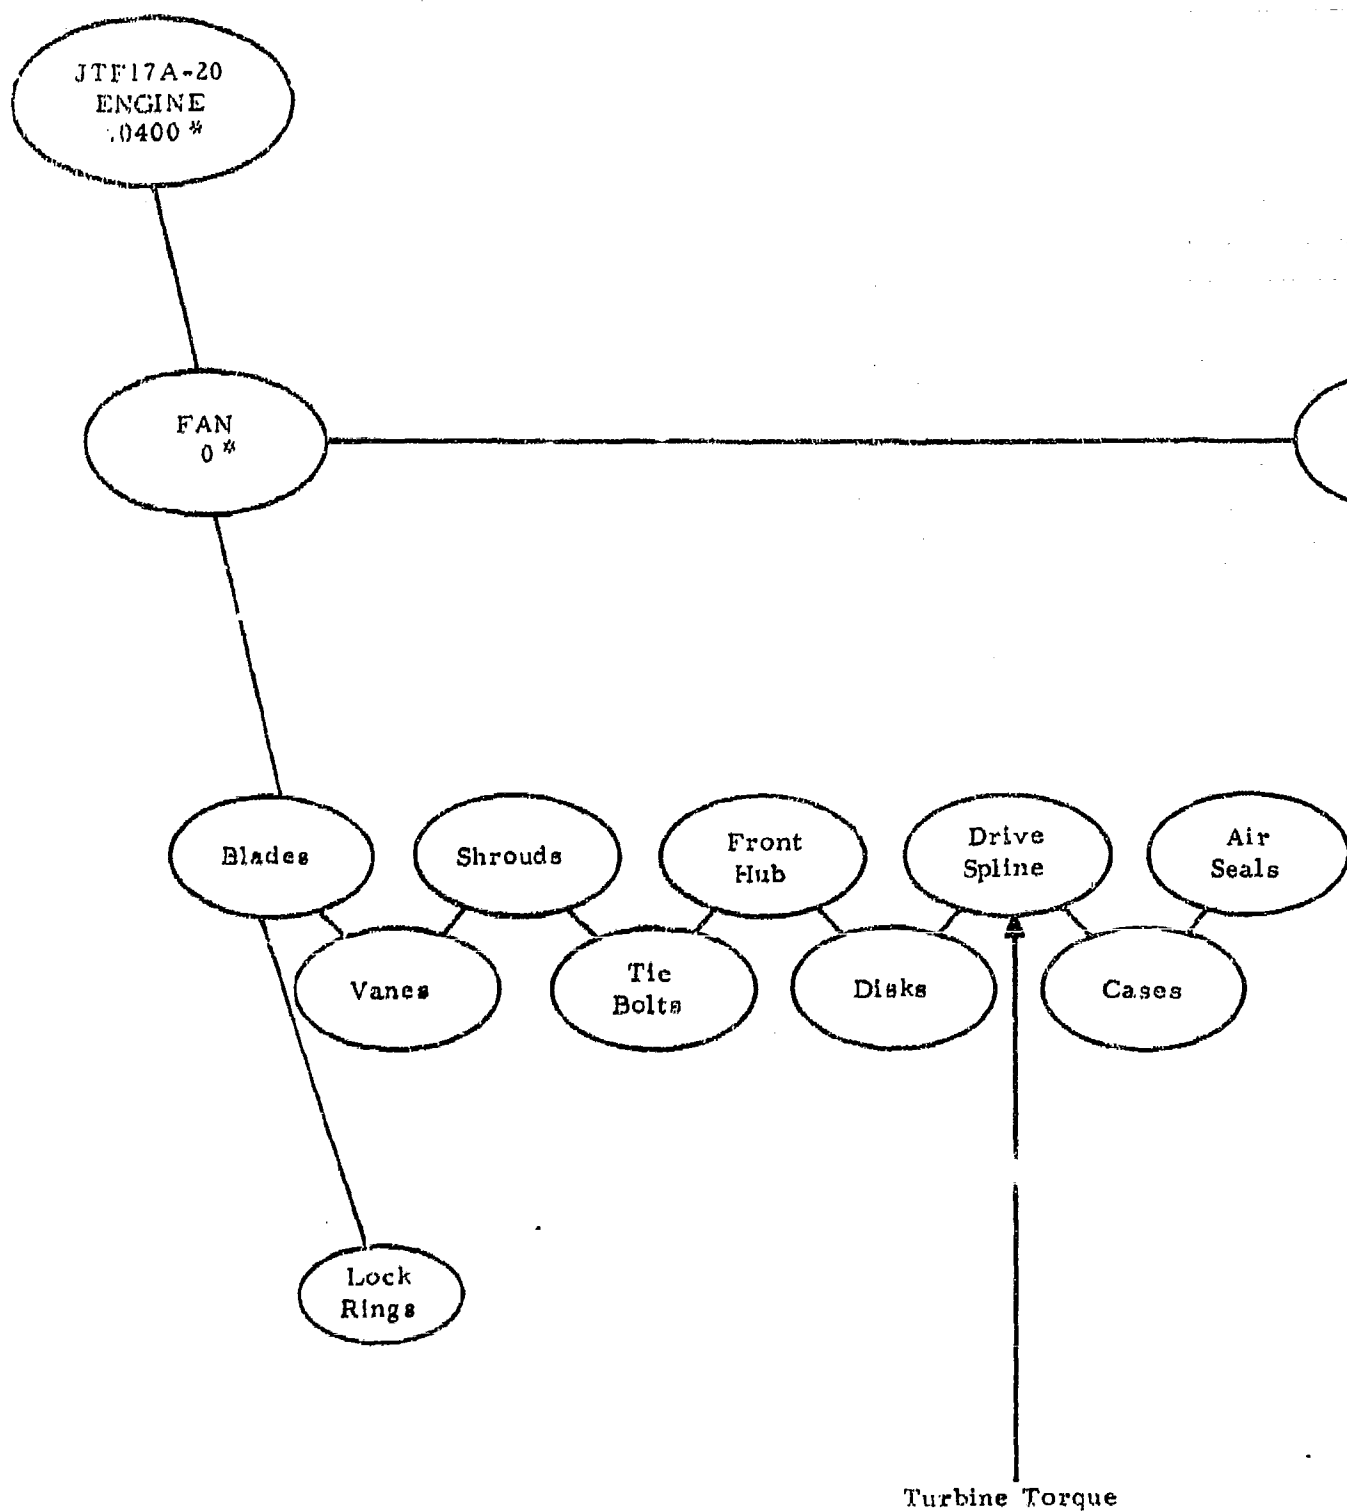 JTF17A-20
ENGINE
.0400*
FAN
0*
Blades
Shrouds
Front
Hub
Drive
Spline
Air
Seals
Vanes
Tie
Bolts
Disks
Cases
Lock
Rings
Turbine Torque